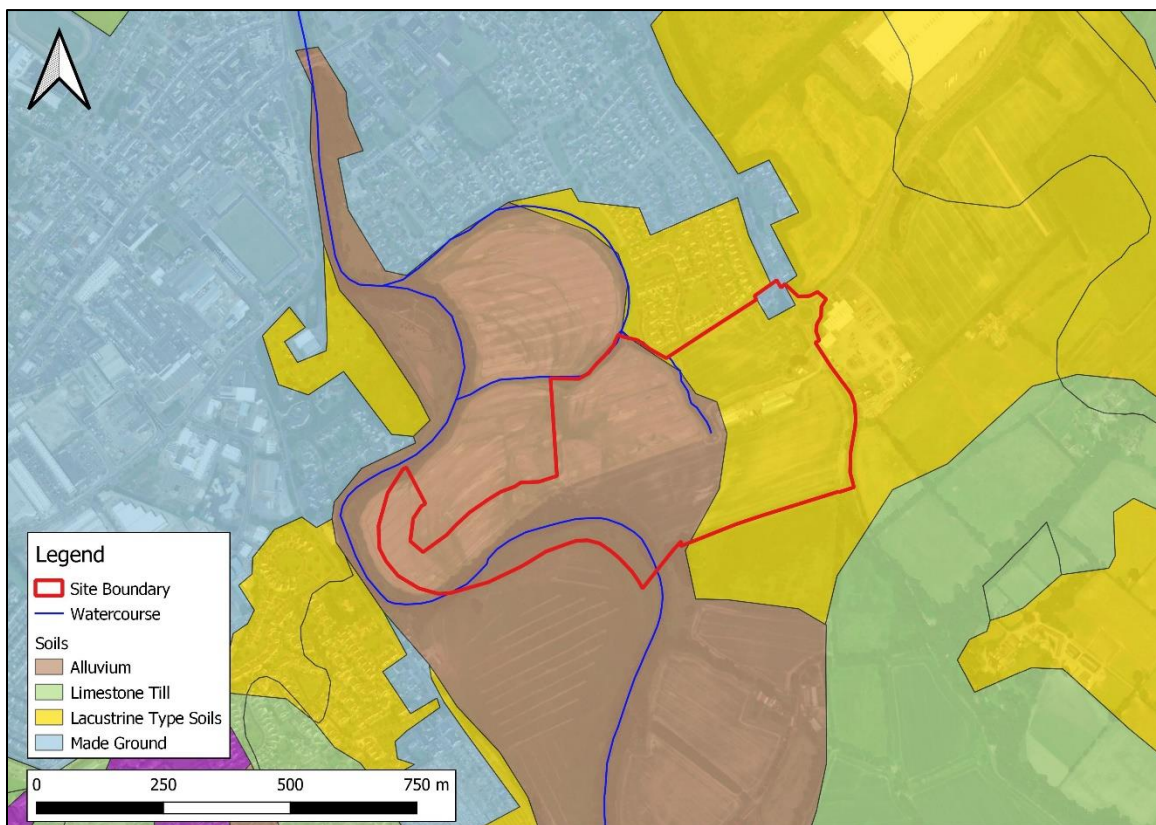 Legend
Site Boundary
Watercourse
Soils
Alluvium
Limestone Till
Lacustrine Type Soils
Made Ground
0 250 500 750 m